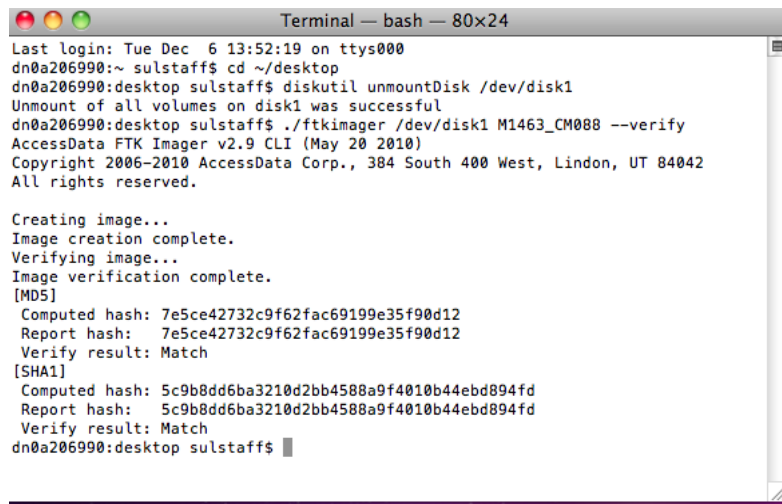 Terminal — bash — 80×24
Last login: Tue Dec  6 13:52:19 on ttys000
dn0a206990:~ sulstaff$ cd ~/desktop
dn0a206990:desktop sulstaff$ diskutil unmountDisk /dev/disk1
Unmount of all volumes on disk1 was successful
dn0a206990:desktop sulstaff$ ./ftkimager /dev/disk1 M1463_CM088 --verify
AccessData FTK Imager v2.9 CLI (May 20 2010)
Copyright 2006-2010 AccessData Corp., 384 South 400 West, Lindon, UT 84042
All rights reserved.

Creating image...
Image creation complete.
Verifying image...
Image verification complete.
[MD5]
 Computed hash: 7e5ce42732c9f62fac69199e35f90d12
 Report hash:   7e5ce42732c9f62fac69199e35f90d12
 Verify result: Match
[SHA1]
 Computed hash: 5c9b8dd6ba3210d2bb4588a9f4010b44ebd894fd
 Report hash:   5c9b8dd6ba3210d2bb4588a9f4010b44ebd894fd
 Verify result: Match
dn0a206990:desktop sulstaff$